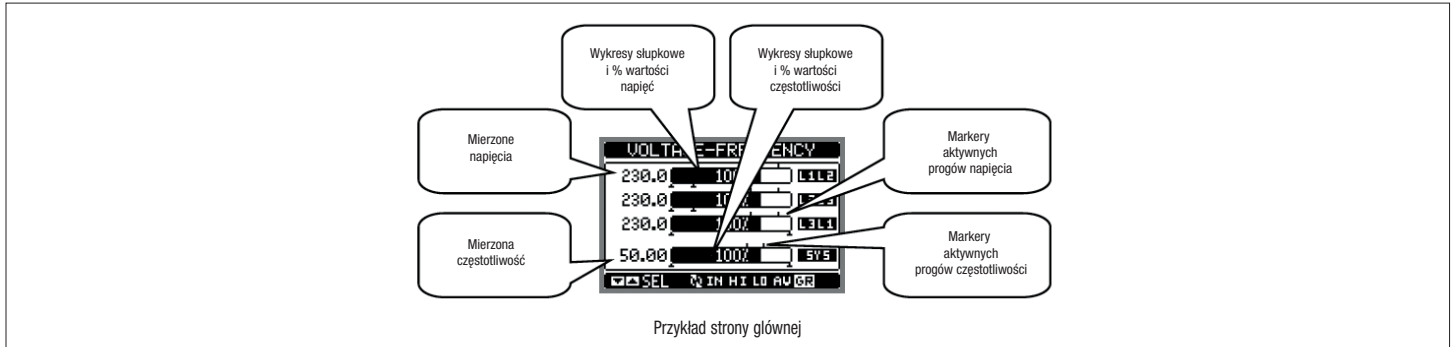 Wykresy słupkowe
i % wartości
napięć
Wykresy słupkowe
i % wartości
częstotliwości
Mierzone
napięcia
Markery
aktywnych
progów napięcia
Mierzona
częstotliwość
Markery
aktywnych
progów częstotliwości
230.0 100% L1L2
230.0 100%
230.0 100% L3L1
50.00 100% SYS
SEL IN HI LO AV GR
Przykład strony głównej